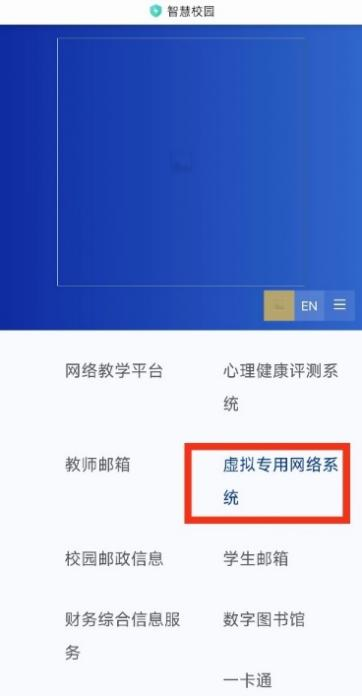 智慧校园
EN
网络教学平台
心理健康评测系
统
教师邮箱
虚拟专用网络系
统
校园邮政信息
学生邮箱
财务综合信息服
务
数字图书馆
一卡通